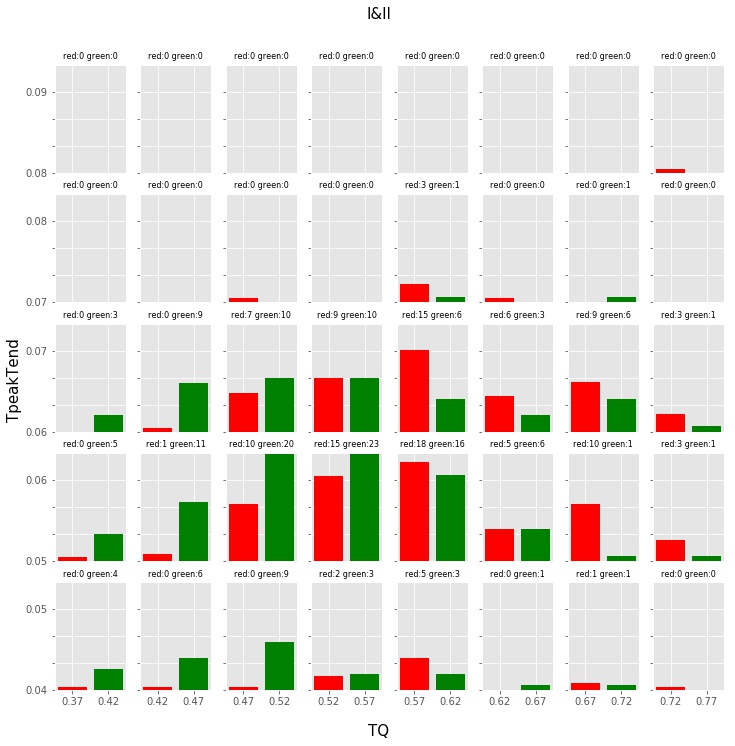 I&II
red:0 green:0 red:0 green:0 red:0 green:0 red:0 green:0 red:0 green:0 red:0 green:0 red:0 green:0 red:0 green:0
0.09
0.08
red:0 green:0 red:0 green:0 red:0 green:0 red:0 green:0 red:3 green:1 red:0 green:0 red:0 green:1 red:0 green:0
0.08
0.07
red:0 green:3 red:0 green:9 red:7 green:10 red:9 green:10 red:15 green:6 red:6 green:3 red:9 green:6 red:3 green:1
0.07
TpeakTend
0.06
red:0 green:5 red:1 green:11 red:10 green:20 red:15 green:23 red:18 green:16 red:5 green:6 red:10 green:1 red:3 green:1
0.06
0.05
red:0 green:4 red:0 green:6 red:0 green:9 red:2 green:3 red:5 green:3 red:0 green:1 red:1 green:1 red:0 green:0
0.05
0.04
0.37 0.42 0.42 0.47 0.47 0.52 0.52 0.57 0.57 0.62 0.62 0.67 0.67 0.72 0.72 0.77
TQ